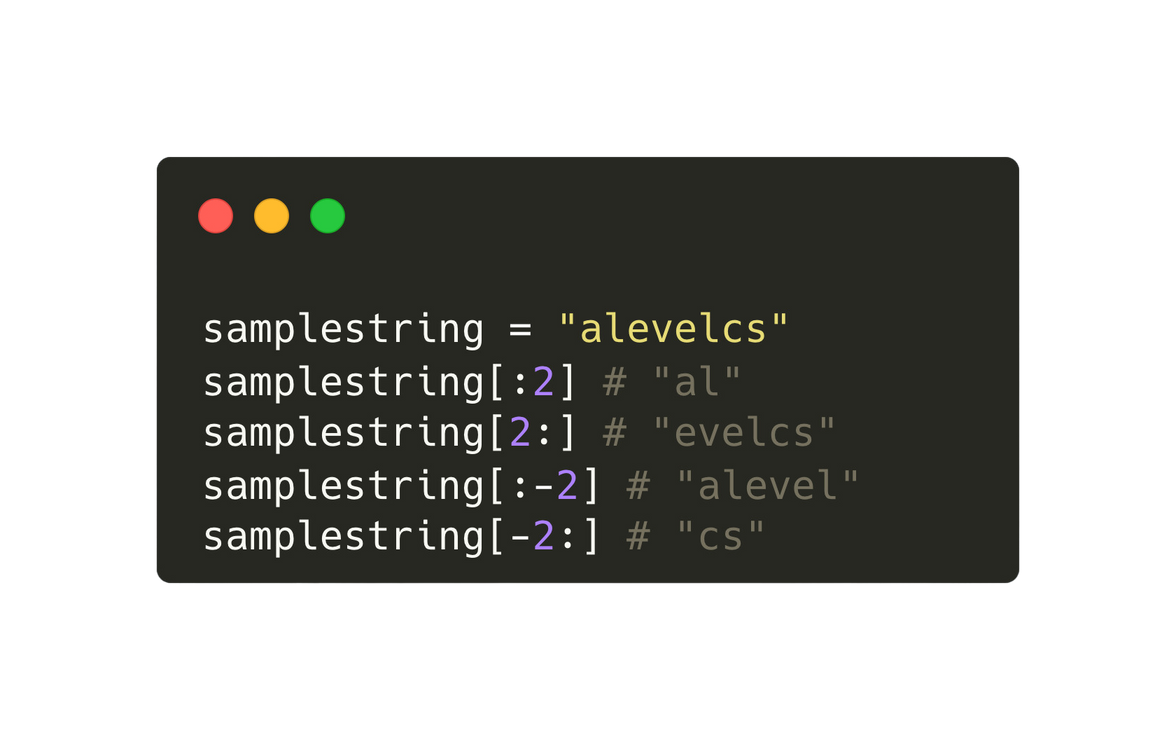 samplestring = "alevelcs"
samplestring[:2] # "al"
samplestring[2:] # "evelcs"
samplestring[:-2] # "alevel"
samplestring[-2:] # "cs"